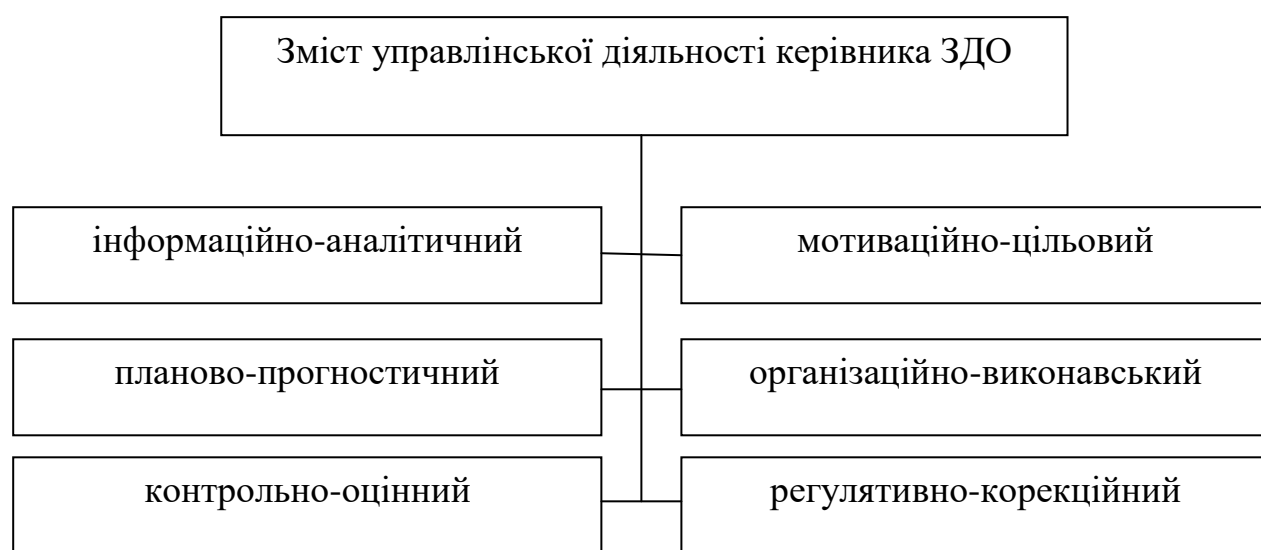 Зміст управлінської діяльності керівника ЗДО
інформаційно-аналітичний
мотиваційно-цільовий
планово-прогностичний
організаційно-виконавський
контрольно-оцінний
регулятивно-корекційний